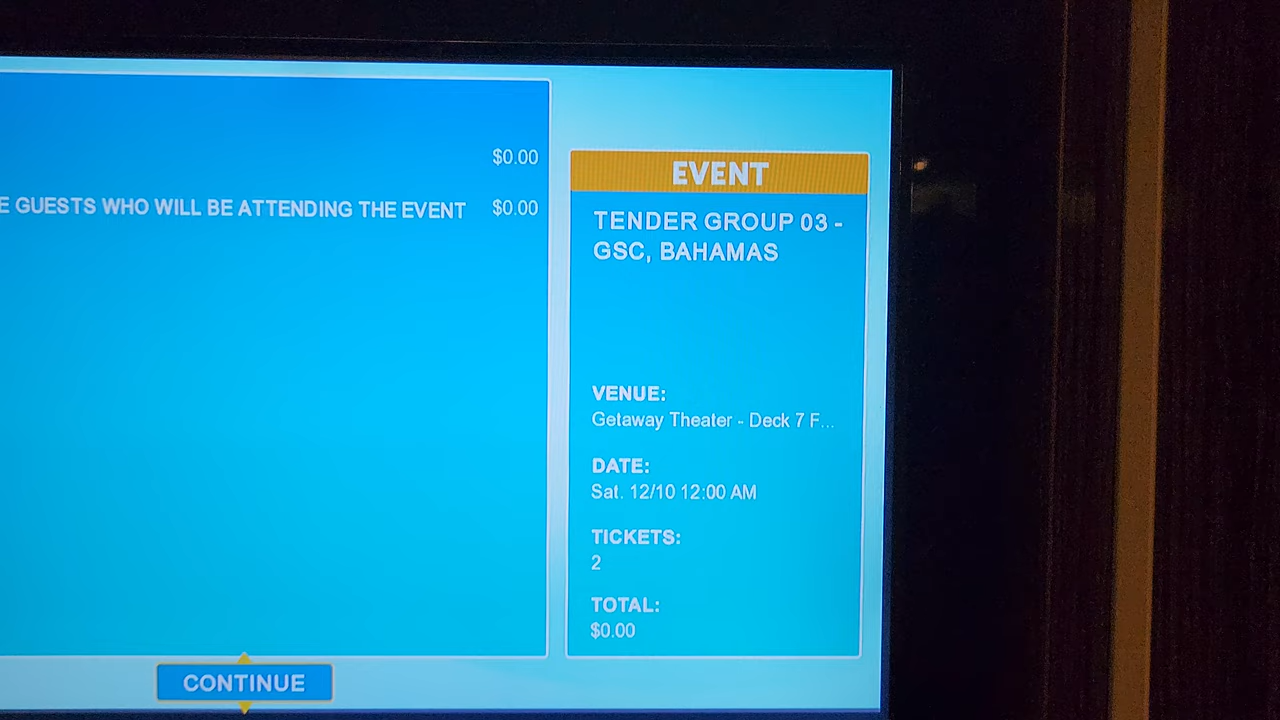 $0.00
E GUESTS WHO WILL BE ATTENDING THE EVENT $0.00
EVENT
TENDER GROUP 03 -
GSC, BAHAMAS
VENUE:
Getaway Theater - Deck 7 F...
DATE:
Sat. 12/10 12:00 AM
TICKETS:
2
TOTAL:
$0.00
CONTINUE